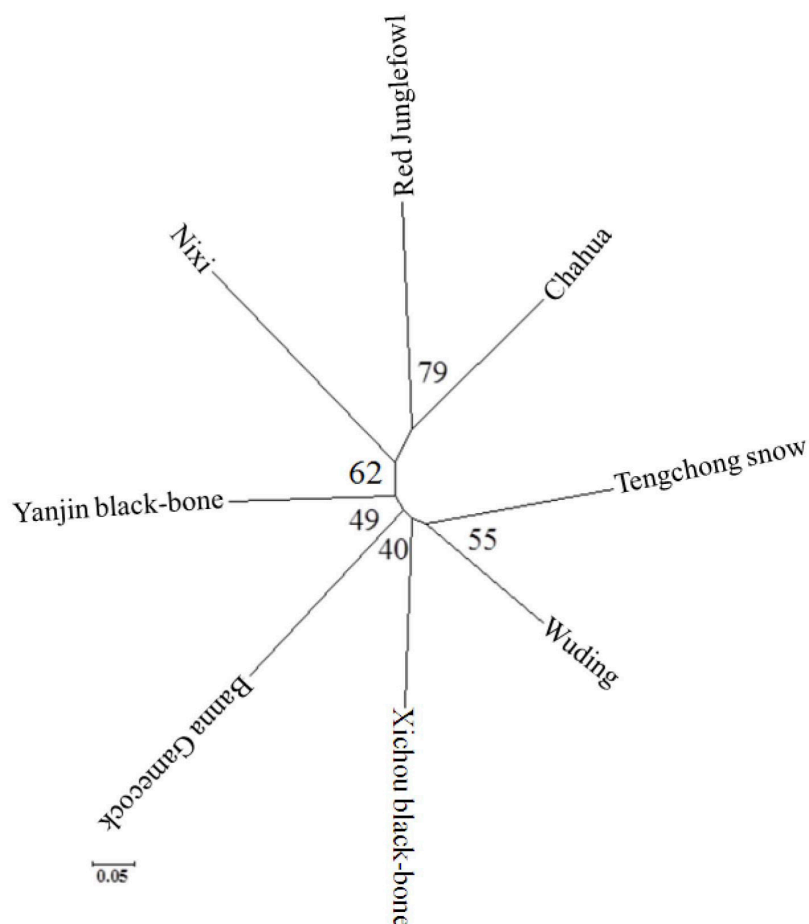 Red Junglefowl
Nixi
Chahua
79
62
Tengchong snow
Yanjin black-bone
49
40
55
Wuding
Banna Gamecock
Xichou black-bone
0.05